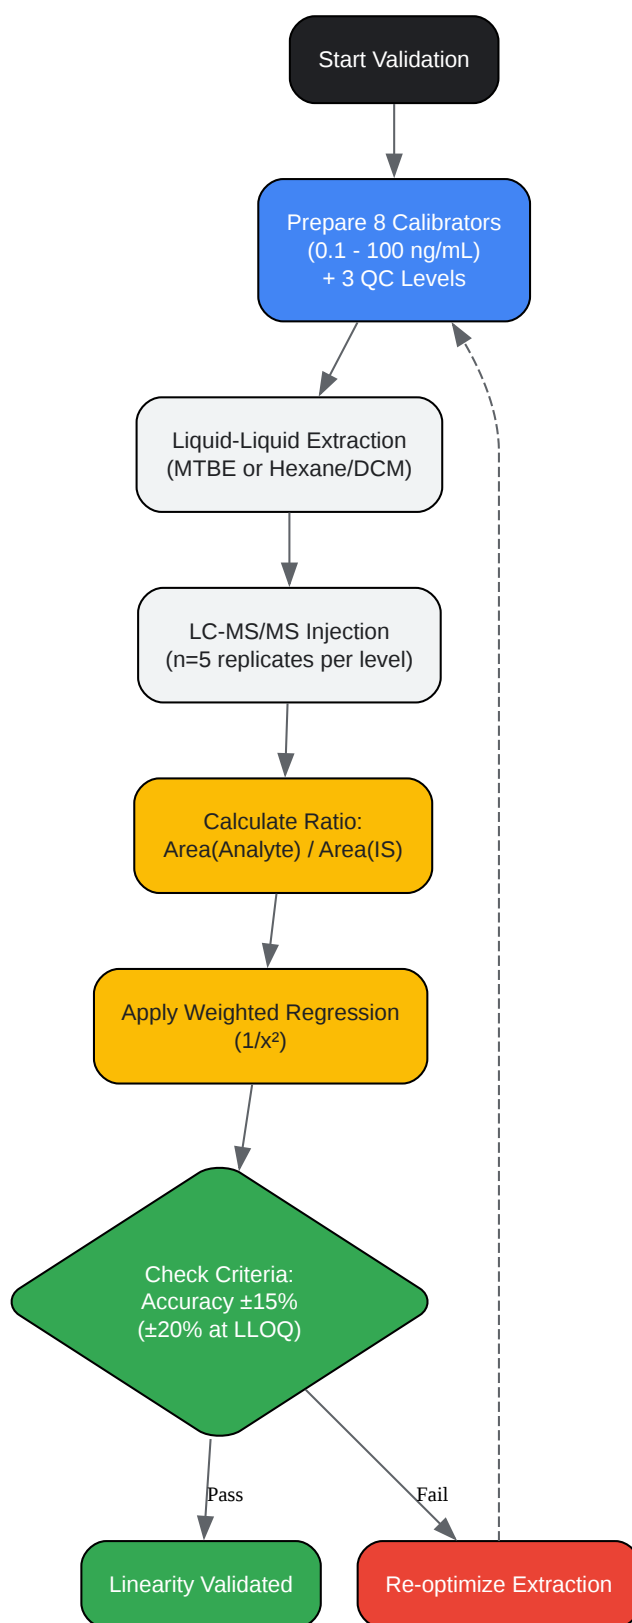 Start Validation
Prepare 8 Calibrators
(0.1 - 100 ng/mL)
+ 3 QC Levels
Liquid-Liquid Extraction
(MTBE or Hexane/DCM)
LC-MS/MS Injection
(n=5 replicates per level)
Calculate Ratio:
Area(Analyte) / Area(IS)
Apply Weighted Regression
(1/x²)
Check Criteria:
Accuracy ±15%
(±20% at LLOQ)
Pass
Fail
Linearity Validated
Re-optimize Extraction